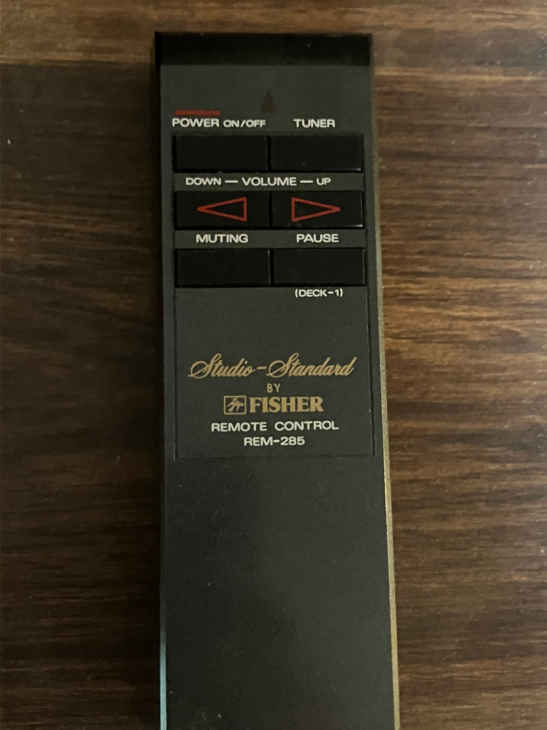 POWER ON/OFF TUNER
DOWN — VOLUME — UP
MUTING PAUSE
(DECK-1)
Studio-Standard
BY
FISHER
REMOTE CONTROL
REM-285